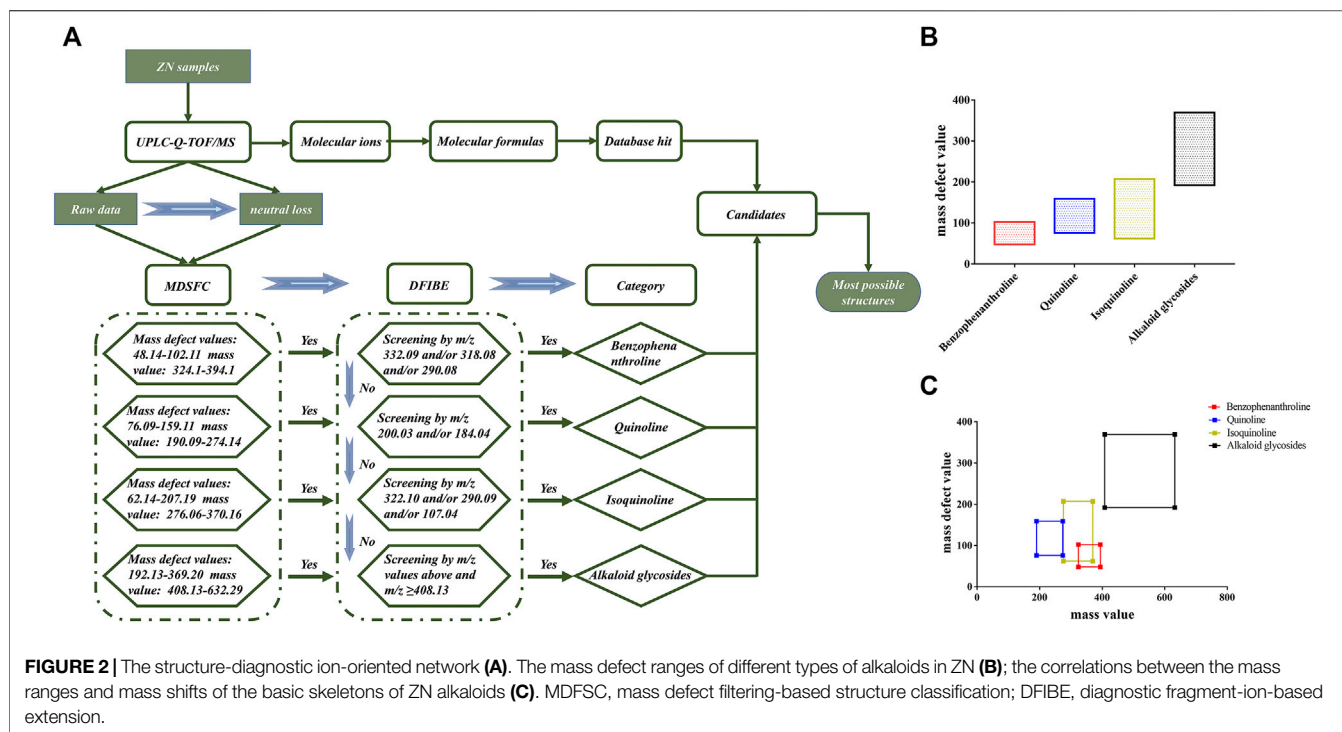 A
ZN samples
UPLC-Q-TOF/MS
Molecular ions
Molecular formulas
Database hit
Raw data
neutral loss
Candidates
Most possible
structures
MDSFC
DFIBE
Category
Mass defect values:
48.14-102.11 mass
value: 324.1-394.1
Yes
Screening by m/z
332.09 and/or 318.08
and/or 290.08
Yes
Benzophena
nthroline
No
Mass defect values:
76.09-159.11 mass
value: 190.09-274.14
Yes
Screening by m/z
200.03 and/or 184.04
Yes
Quinoline
No
Mass defect values:
62.14-207.19 mass
value: 276.06-370.16
Yes
Screening by m/z
322.10 and/or 290.09
and/or 107.04
Yes
Isoquinoline
No
Mass defect values:
192.13-369.20 mass
value: 408.13-632.29
Yes
Screening by m/z
values above and
m/z ≥408.13
Yes
Alkaloid glycosides
B
mass defect value
400
300
200
100
0
Benzophenanthroline
Quinoline
Isoquinoline
Alkaloid glycosides
C
Benzophenanthroline
Quinoline
Isoquinoline
Alkaloid glycosides
mass defect value
400
300
200
100
0
0
200
400
600
800
mass value
FIGURE 2 | The structure-diagnostic ion-oriented network (A). The mass defect ranges of different types of alkaloids in ZN (B); the correlations between the mass
ranges and mass shifts of the basic skeletons of ZN alkaloids (C). MDFSC, mass defect filtering-based structure classification; DFIBE, diagnostic fragment-ion-based
extension.